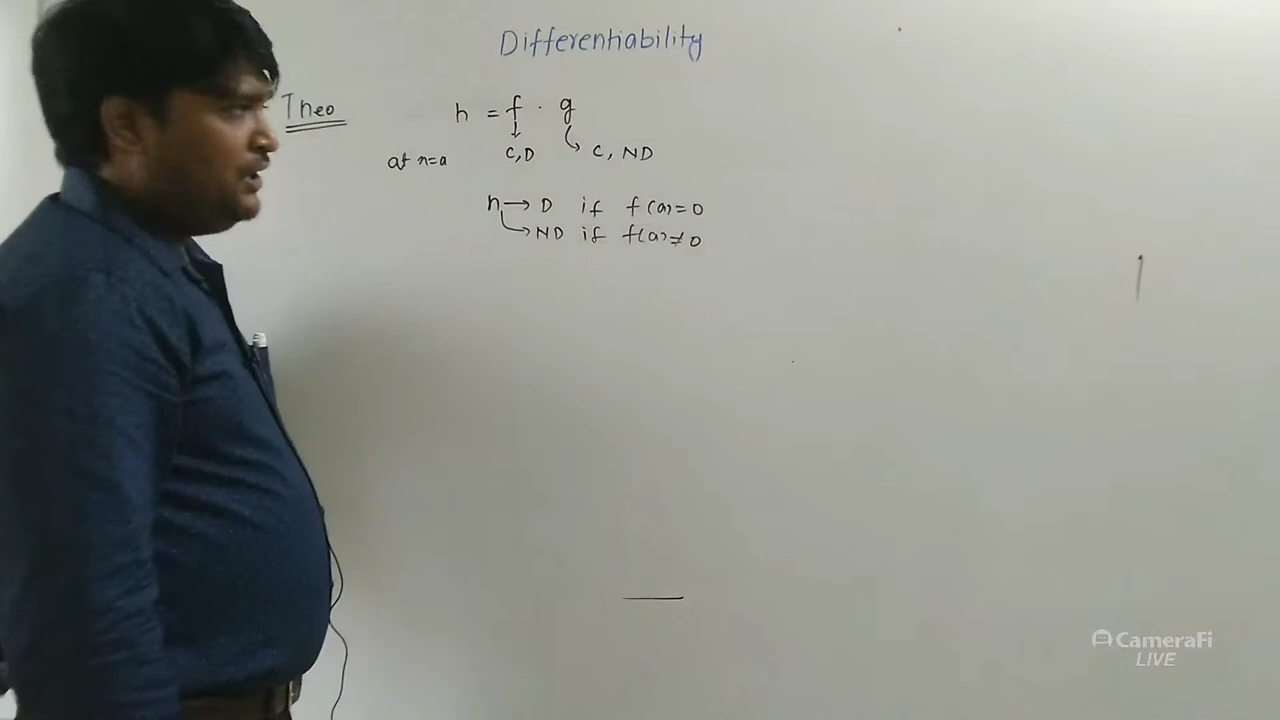 Differentiability
Theo
h = f · g
at x=a C,D C, ND
h → D if f(a)=0
→ ND if f(a)≠0
CameraFi
LIVE